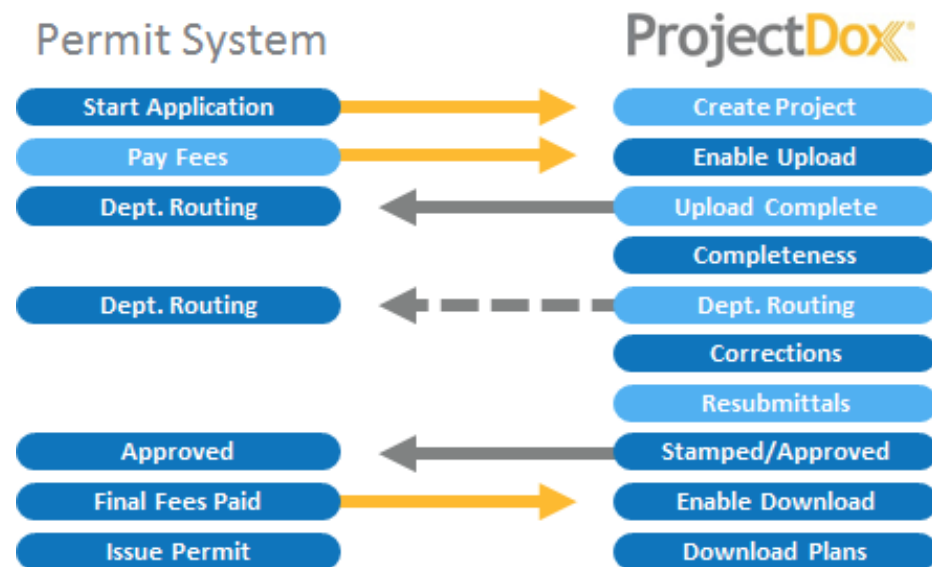 Permit System
ProjectDox
Start Application
Create Project
Pay Fees
Enable Upload
Dept. Routing
Upload Complete
Completeness
Dept. Routing
Dept. Routing
Corrections
Resubmittals
Approved
Stamped/Approved
Final Fees Paid
Enable Download
Issue Permit
Download Plans